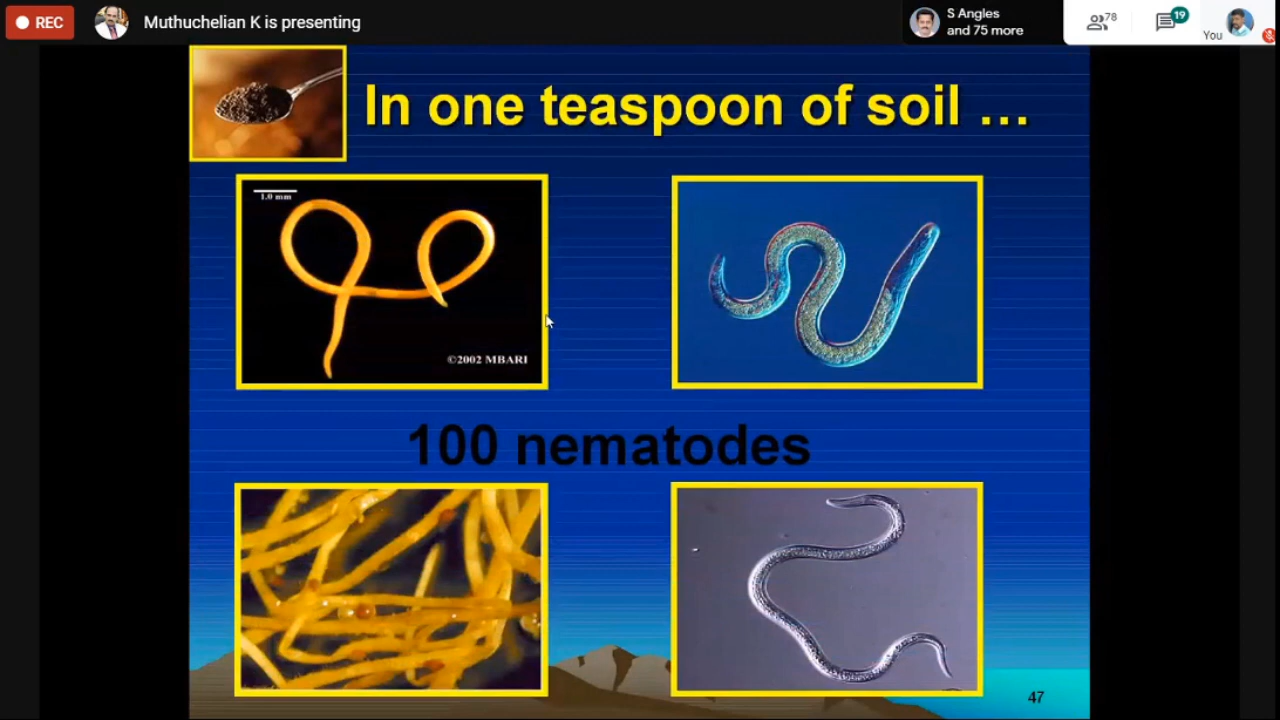 REC
Muthuchelian K is presenting
S Angles
and 75 more
78
19
You
In one teaspoon of soil ...
1.0 mm
©2002 MBARI
100 nematodes
47